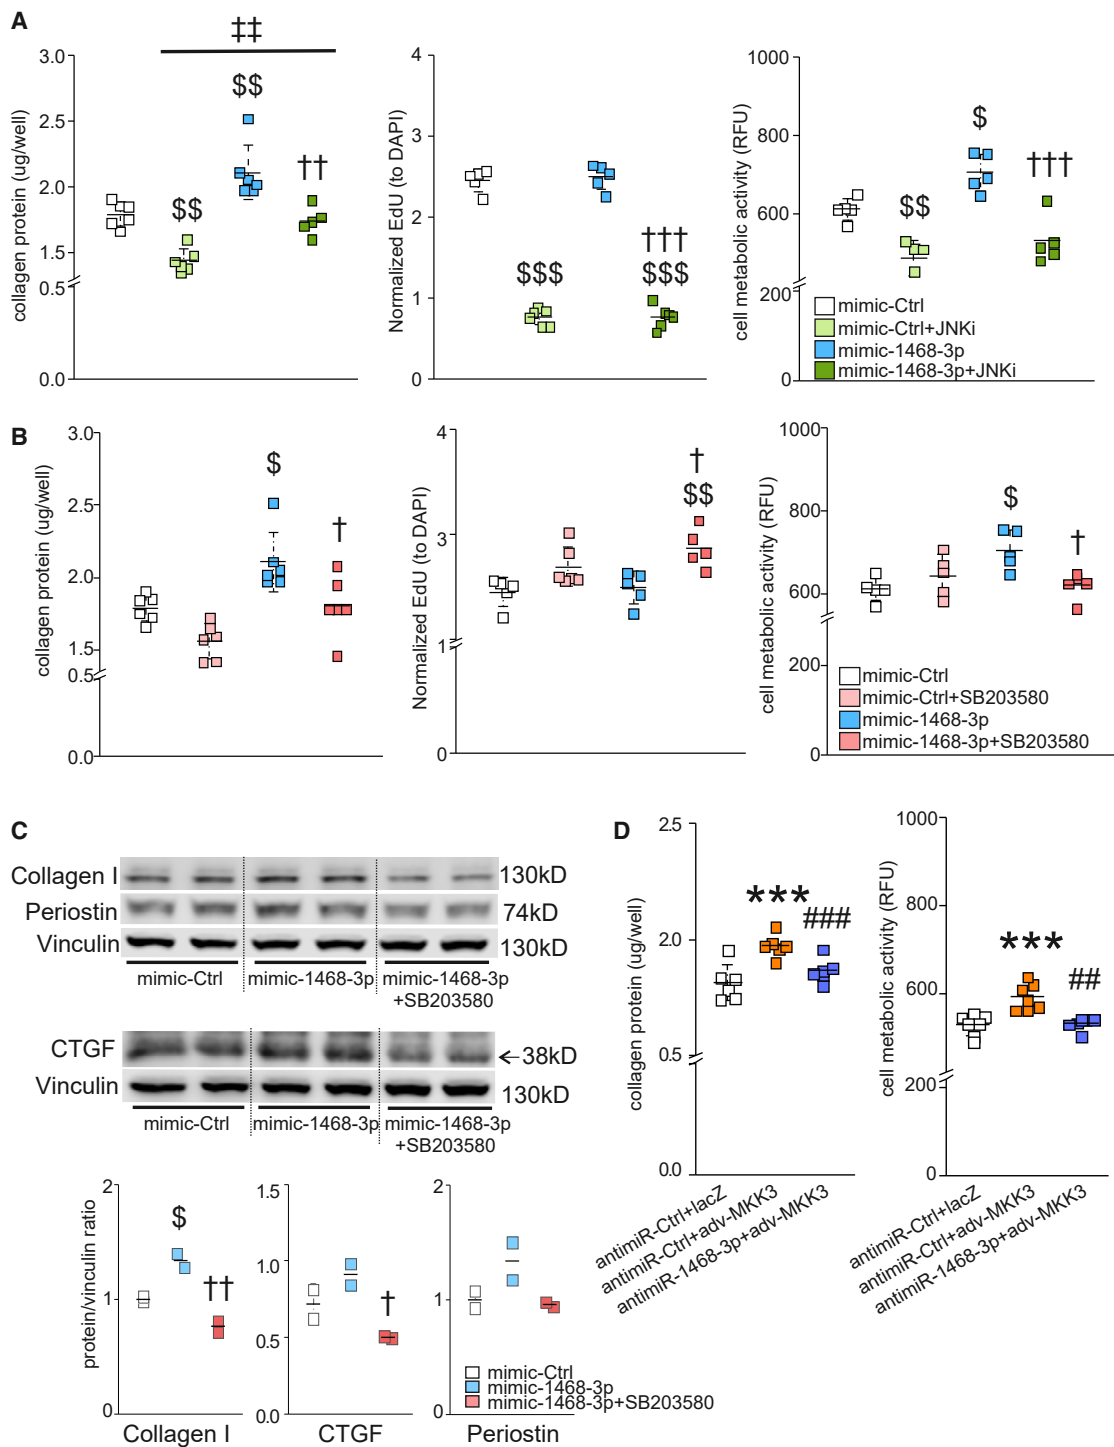 A
‡‡
3.0
2.5
2.0
1.5
0.5
0.0
collagen protein (ug/well)
$$
$$
††
4
3
2
1
0
Normalized EdU (to DAPI)
$$$
†††
$$$
1000
800
600
200
0
cell metabolic activity (RFU)
$$
$
†††
mimic-Ctrl
mimic-Ctrl+JNKi
mimic-1468-3p
mimic-1468-3p+JNKi
B
3.0
2.5
2.0
1.5
0.5
0.0
collagen protein (ug/well)
$
†
4
3
1
0
Normalized EdU (to DAPI)
†
$$
1000
800
600
200
0
cell metabolic activity (RFU)
$
†
mimic-Ctrl
mimic-Ctrl+SB203580
mimic-1468-3p
mimic-1468-3p+SB203580
C
Collagen I
130kD
Periostin
74kD
Vinculin
130kD
mimic-Ctrl
mimic-1468-3p
mimic-1468-3p
+SB203580
CTGF
←38kD
Vinculin
130kD
mimic-Ctrl
mimic-1468-3p
mimic-1468-3p
+SB203580
2
1
0
protein/vinculin ratio
$
††
Collagen I
1.5
1.0
0.5
0.0
†
CTGF
2
1
0
mimic-Ctrl
mimic-1468-3p
mimic-1468-3p+SB203580
Periostin
D
2.5
2.0
0.5
0.0
collagen protein (ug/well)
***
###
antimiR-Ctrl+lacZ
antimiR-Ctrl+adv-MKK3
antimiR-1468-3p+adv-MKK3
1000
800
600
200
0
cell metabolic activity (RFU)
***
##
antimiR-Ctrl+lacZ
antimiR-Ctrl+adv-MKK3
antimiR-1468-3p+adv-MKK3